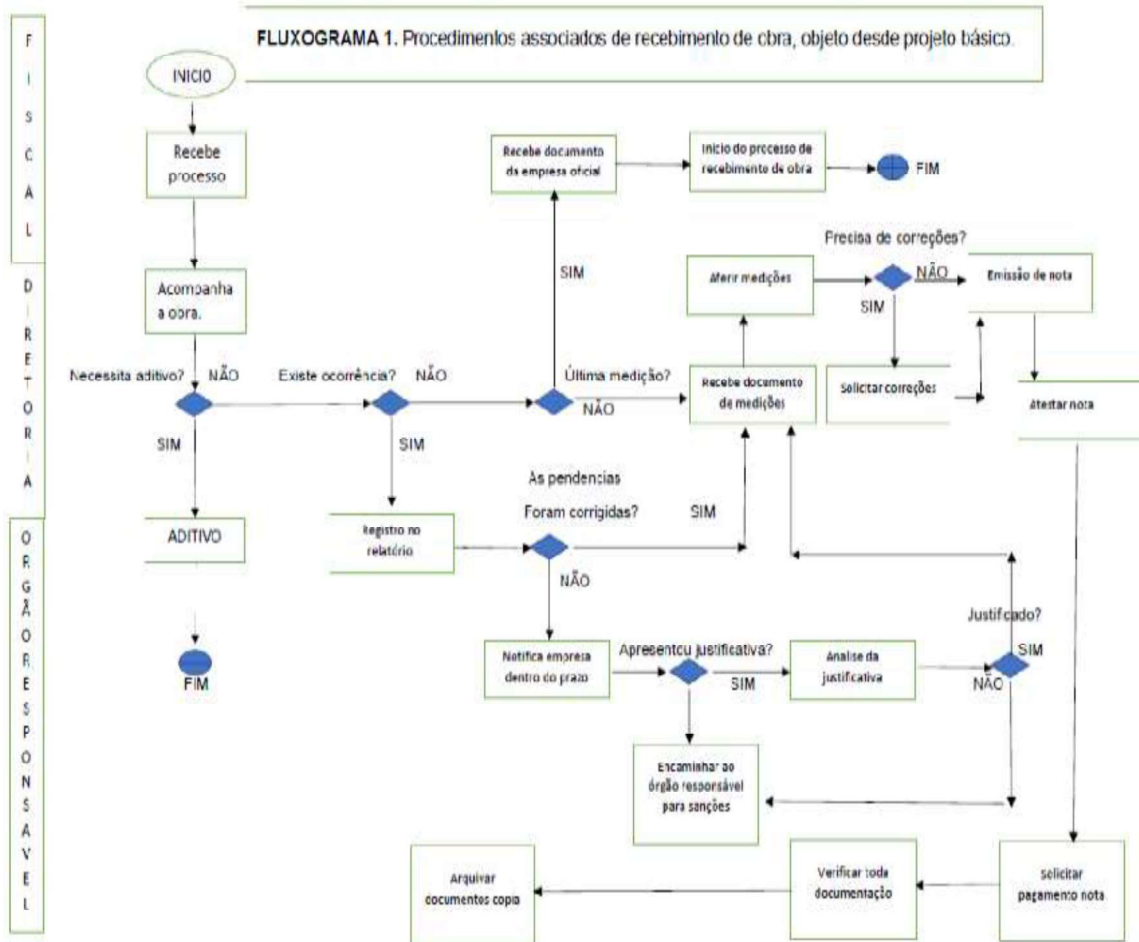 FLUXOGRAMA 1. Procedimentos associados de recebimento de obra, objeto desde projeto básico.
F
I
S
C
A
L
D
I
R
E
T
O
R
I
A
O
R
G
Ã
O
R
E
S
P
O
N
S
A
V
E
L
INICIO
Recebe
processo
Acompanha
a obra.
Necessita aditivo?
NÃO
SIM
ADITIVO
FIM
Existe ocorrência?
NÃO
SIM
Registro no
relatório
Recebe documento
da empresa oficial
Início do processo de
recebimento de obra
FIM
SIM
Última medição?
NÃO
Recebe documento
de medições
Aferir medições
Precisa de correções?
NÃO
SIM
Solicitar correções
Emissão de nota
Atestar nota
As pendencias
Foram corrigidas?
SIM
NÃO
Notifica empresa
dentro do prazo
Apresentou justificativa?
SIM
Analise da
justificativa
Justificado?
SIM
NÃO
Encaminhar ao
órgão responsável
para sanções
Solicitar
pagamento nota
Verificar toda
documentação
Arquivar
documentos copia